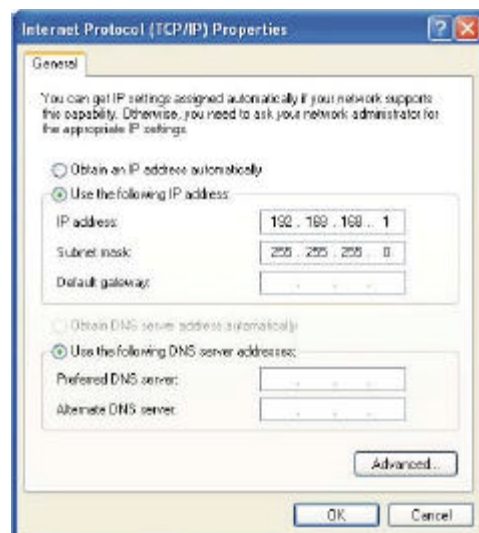 Internet Protocol (TCP/IP) Properties
General
You can get IP settings assigned automatically if your network supports
this capability. Otherwise, you need to ask your network administrator for
the appropriate IP settings.
Obtain an IP address automatically
Use the following IP address:
IP address: 192 . 168 . 168 . 1
Subnet mask: 255 . 255 . 255 . 0
Default gateway: . . .
Obtain DNS server address automatically
Use the following DNS server addresses:
Preferred DNS server: . . .
Alternate DNS server: . . .
Advanced...
OK Cancel